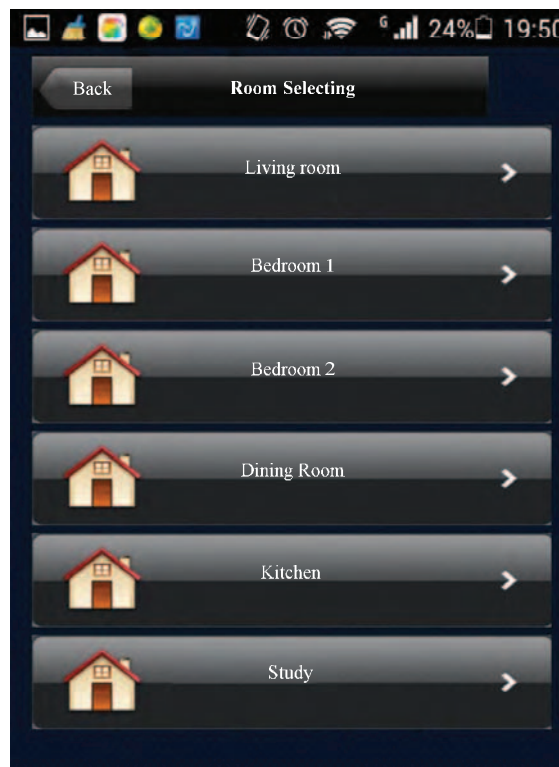 G 24% 19:50
Back Room Selecting
Living room
Bedroom 1
Bedroom 2
Dining Room
Kitchen
Study